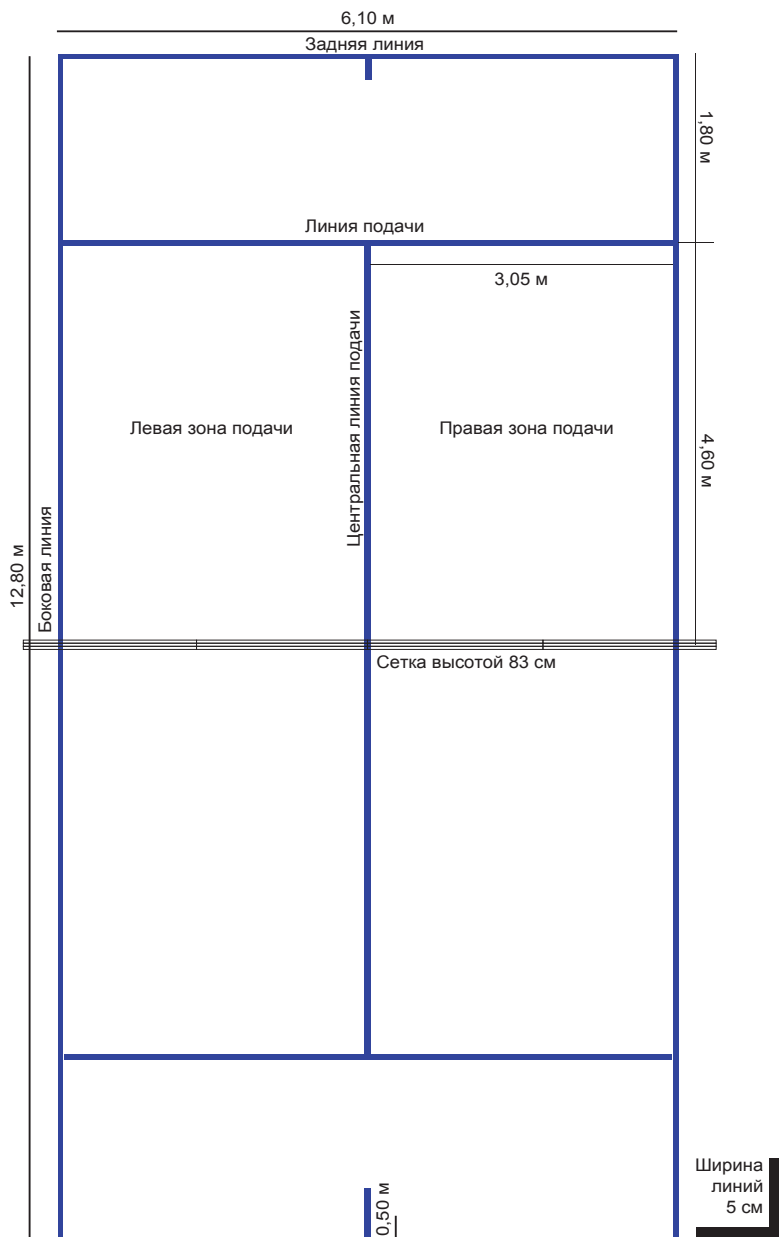 6,10 м
Задняя линия
1,80 м
Линия подачи
3,05 м
Центральная линия подачи
Левая зона подачи
Правая зона подачи
4,60 м
Боковая линия
12,80 м
Сетка высотой 83 см
0,50 м
Ширина
линий
5 см